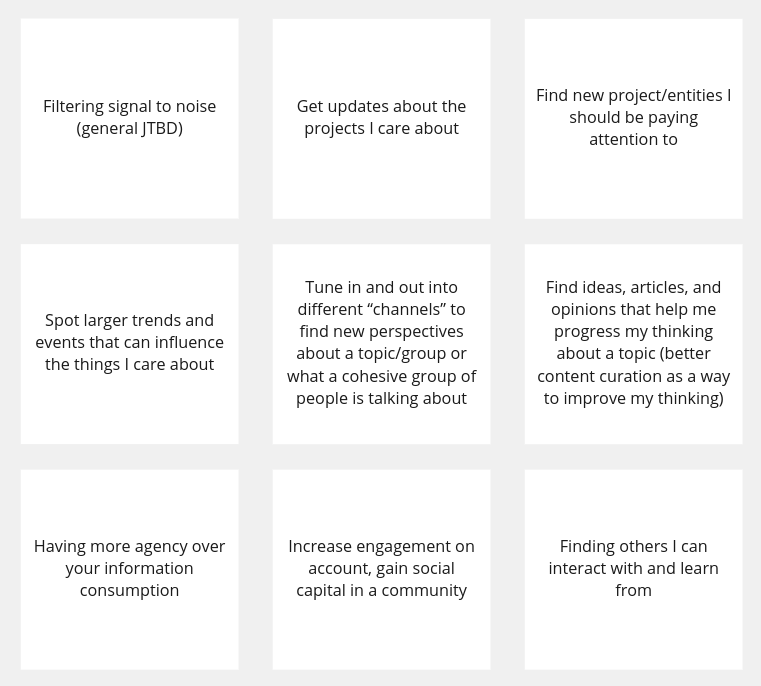 Filtering signal to noise
(general JTBD)
Get updates about the
projects I care about
Find new project/entities I
should be paying
attention to
Spot larger trends and
events that can influence
the things I care about
Tune in and out into
different “channels” to
find new perspectives
about a topic/group or
what a cohesive group of
people is talking about
Find ideas, articles, and
opinions that help me
progress my thinking
about a topic (better
content curation as a way
to improve my thinking)
Having more agency over
your information
consumption
Increase engagement on
account, gain social
capital in a community
Finding others I can
interact with and learn
from